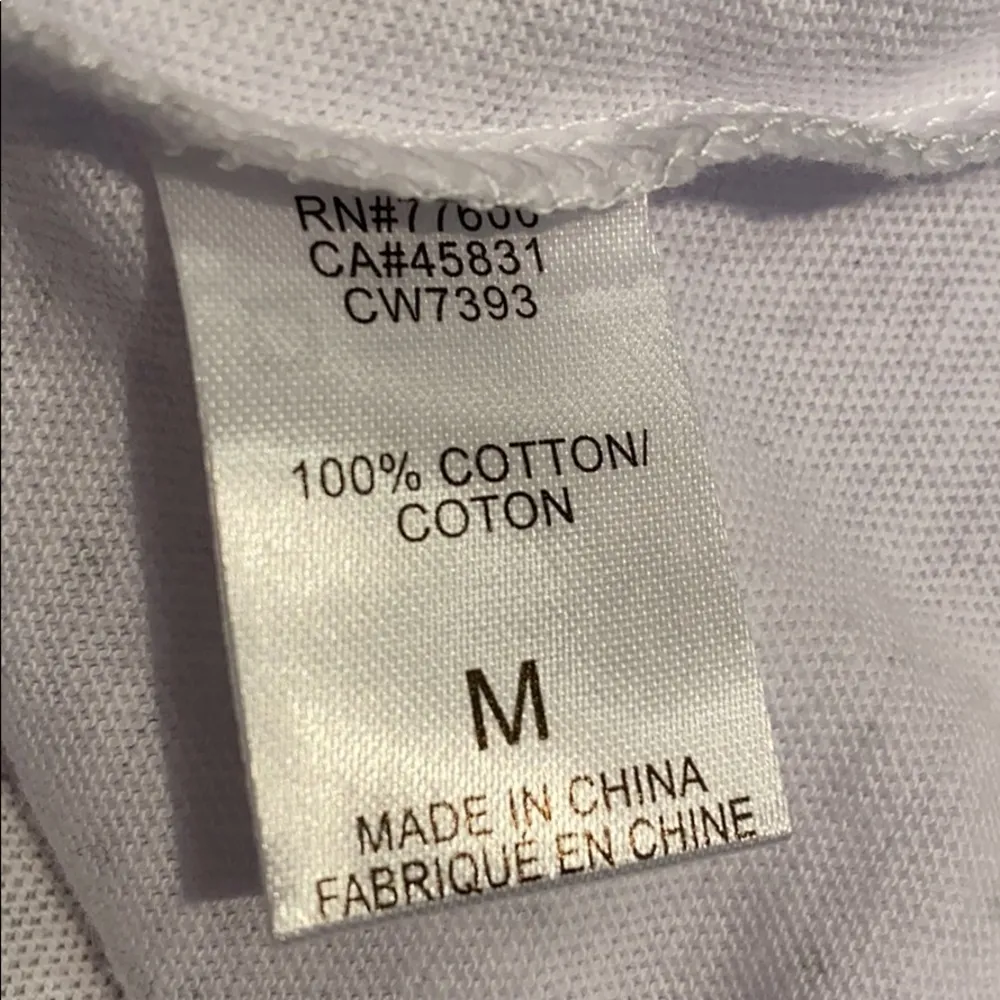 CA#45831
CW7393
100% COTTON/
COTON
M
MADE IN CHINA
FABRIQUÉ EN CHINE